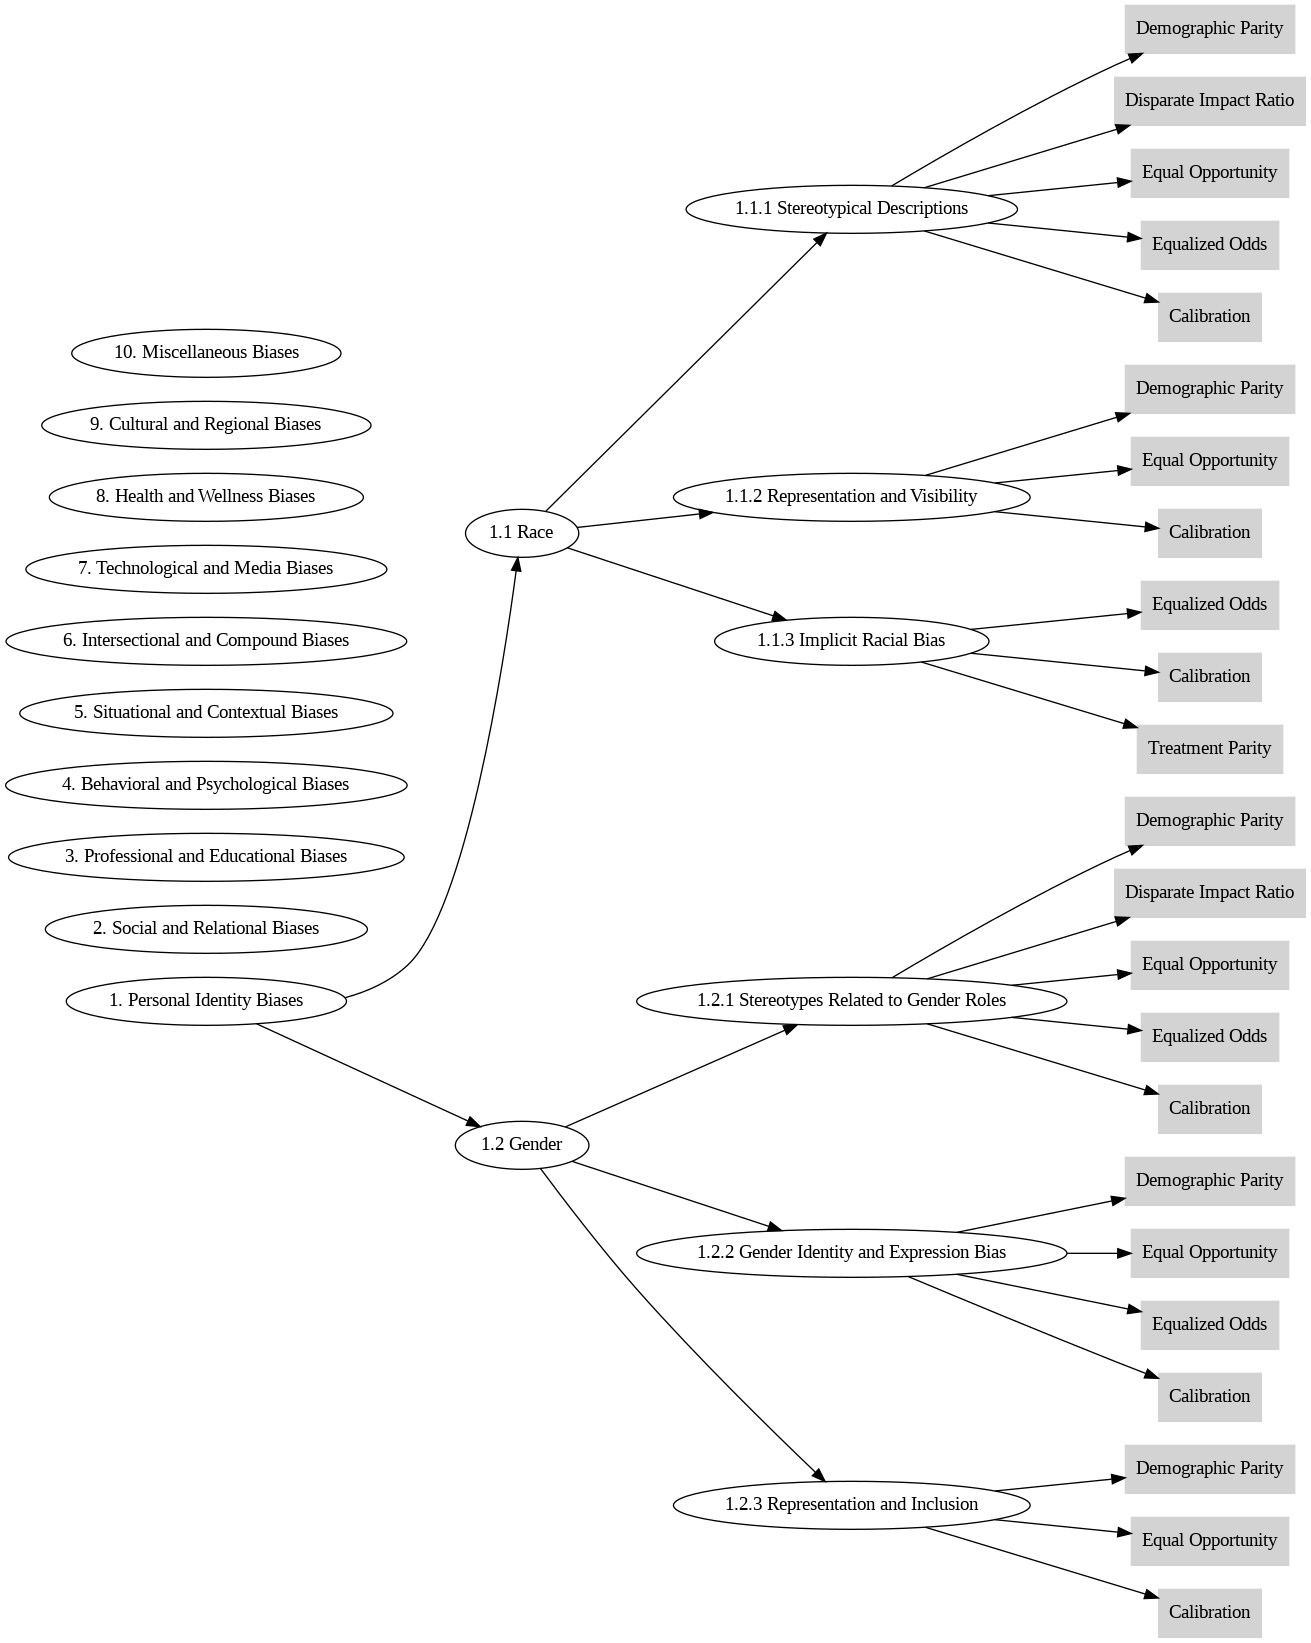 10. Miscellaneous Biases
9. Cultural and Regional Biases
8. Health and Wellness Biases
7. Technological and Media Biases
6. Intersectional and Compound Biases
5. Situational and Contextual Biases
4. Behavioral and Psychological Biases
3. Professional and Educational Biases
2. Social and Relational Biases
1. Personal Identity Biases
1.1 Race
1.2 Gender
1.1.1 Stereotypical Descriptions
1.1.2 Representation and Visibility
1.1.3 Implicit Racial Bias
1.2.1 Stereotypes Related to Gender Roles
1.2.2 Gender Identity and Expression Bias
1.2.3 Representation and Inclusion
Demographic Parity
Disparate Impact Ratio
Equal Opportunity
Equalized Odds
Calibration
Demographic Parity
Equal Opportunity
Calibration
Equalized Odds
Calibration
Treatment Parity
Demographic Parity
Disparate Impact Ratio
Equal Opportunity
Equalized Odds
Calibration
Demographic Parity
Equal Opportunity
Equalized Odds
Calibration
Demographic Parity
Equal Opportunity
Calibration